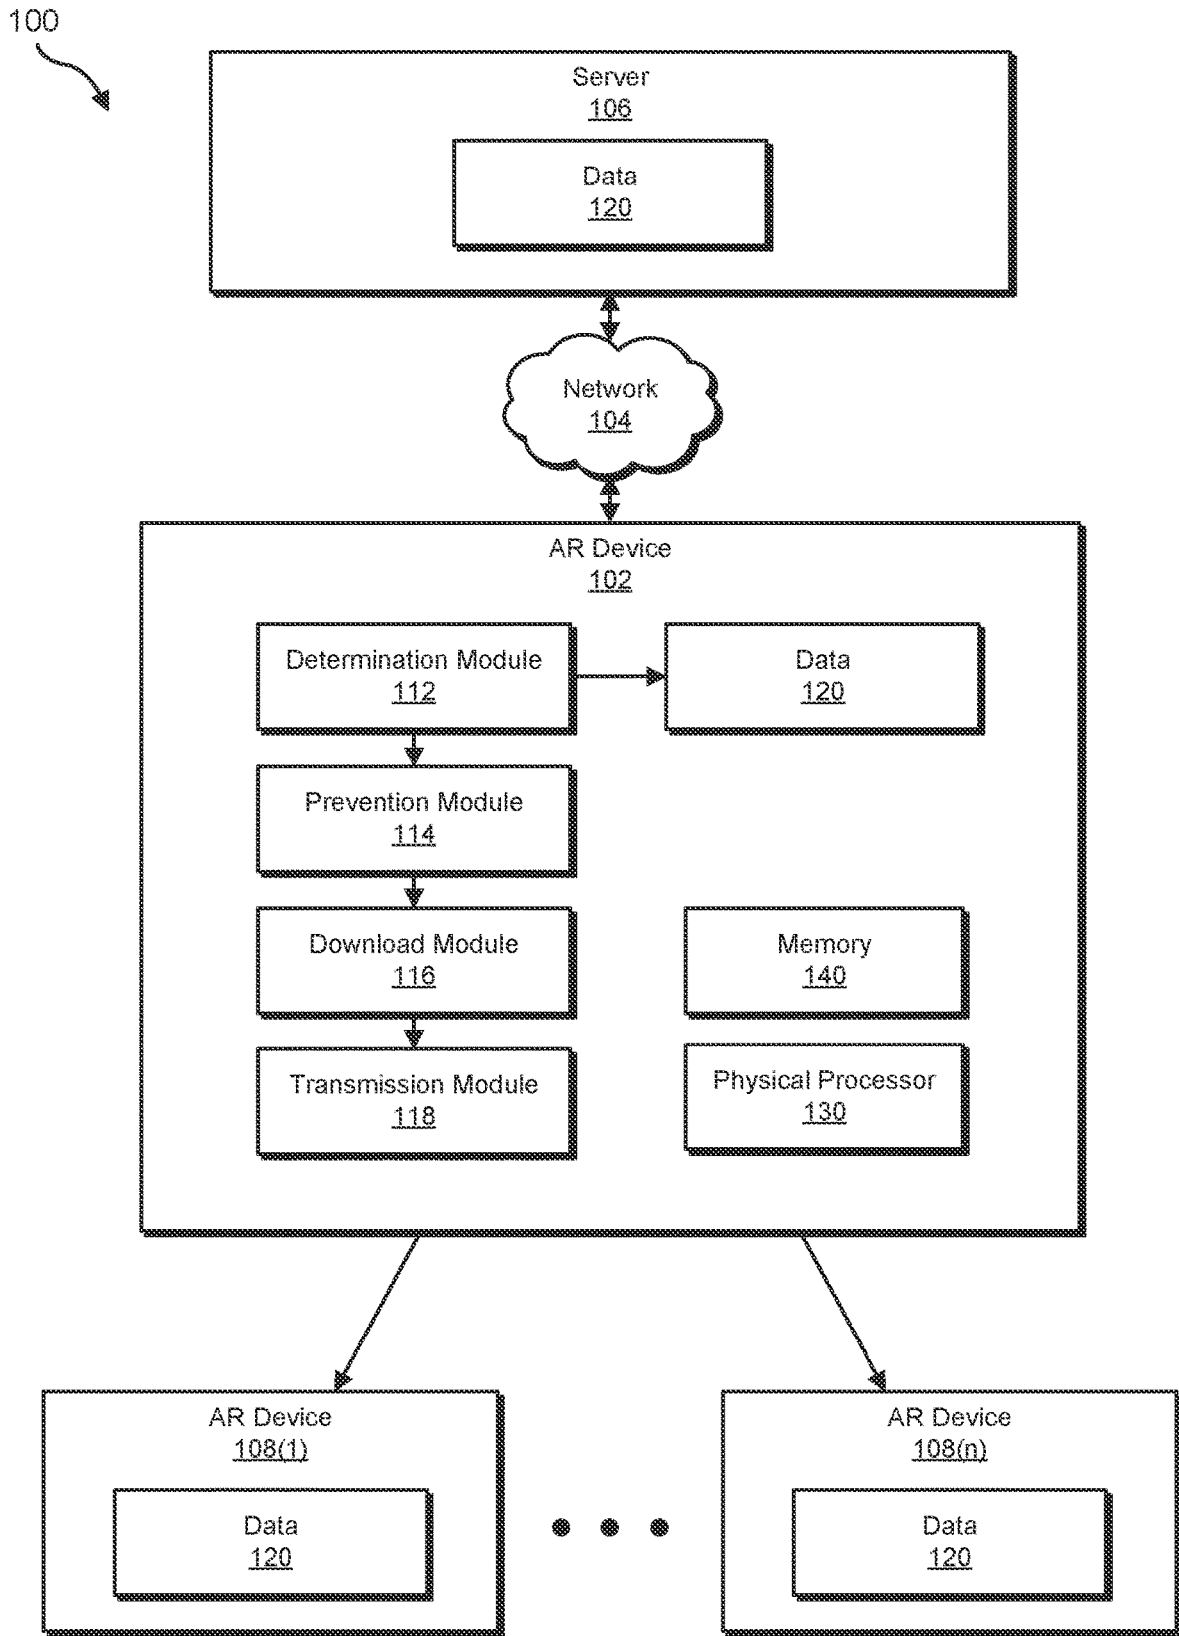 100
Server
106
Data
120
Network
104
AR Device
102
Determination Module
112
Data
120
Prevention Module
114
Download Module
116
Memory
140
Transmission Module
118
Physical Processor
130
AR Device
108(1)
Data
120
AR Device
108(n)
Data
120